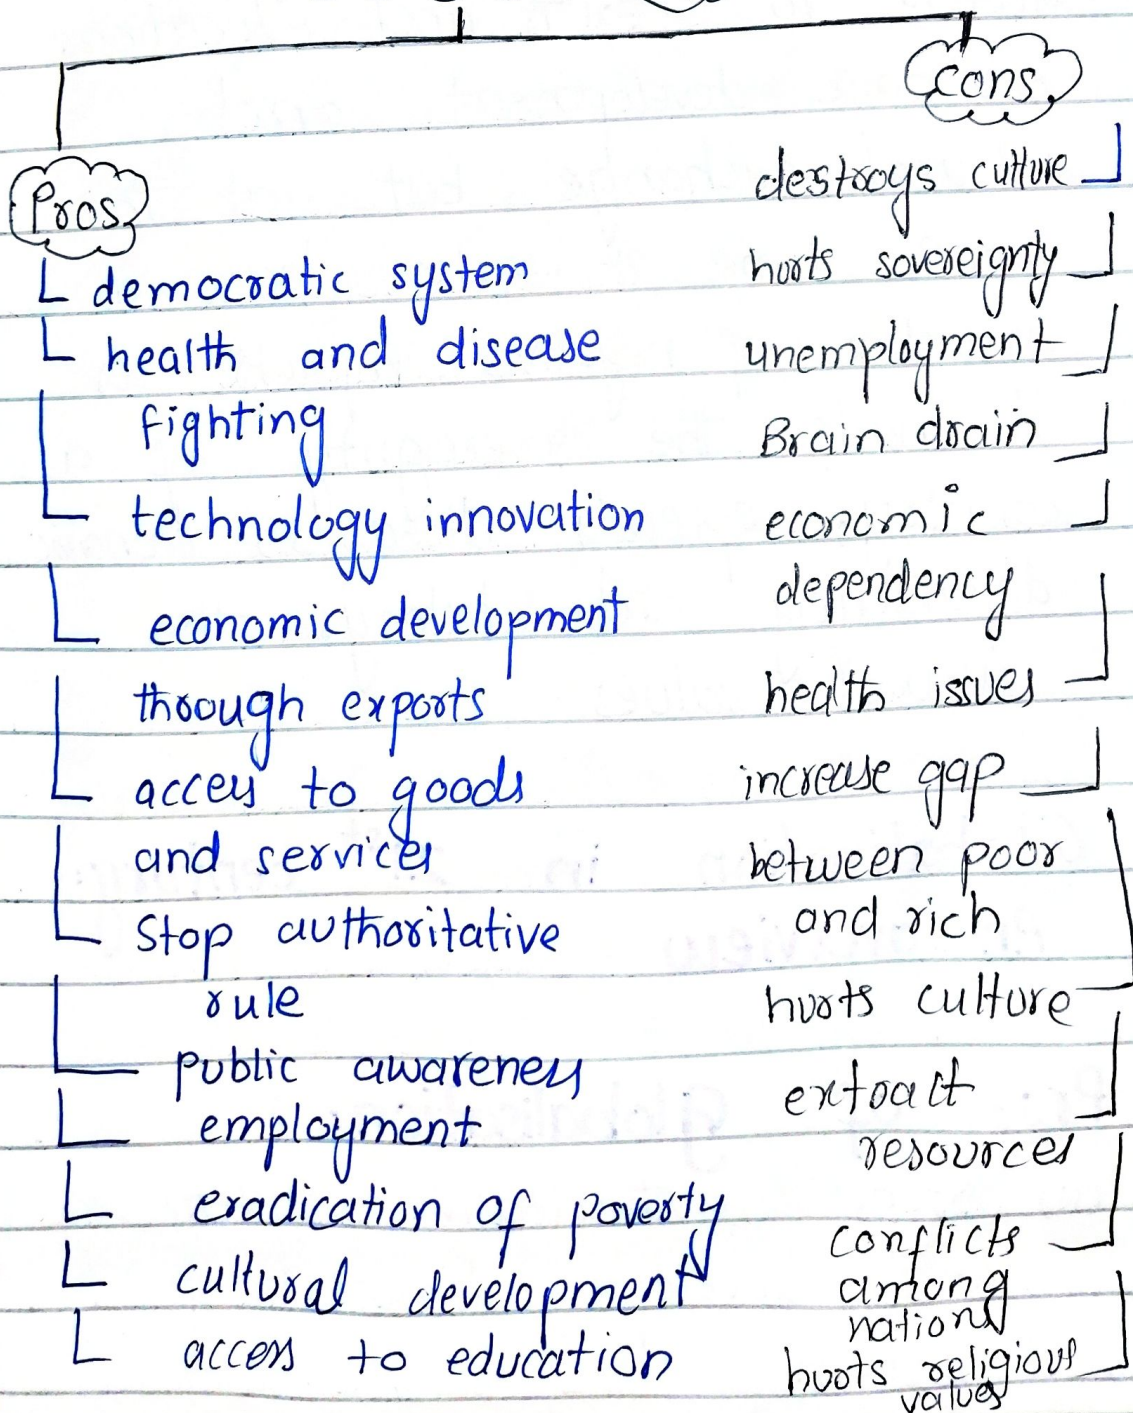 Cons
Pros
democratic system
health and disease
fighting
technology innovation
economic development
through exports
access to goods
and services
Stop authoritative
rule
public awareness
employment
eradication of poverty
cultural development
access to education
destroys culture
hurts sovereignty
unemployment
Brain drain
economic
dependency
health issues
increase gap
between poor
and rich
hurts culture
extract
resources
conflicts
among
nations
hurts religious
values